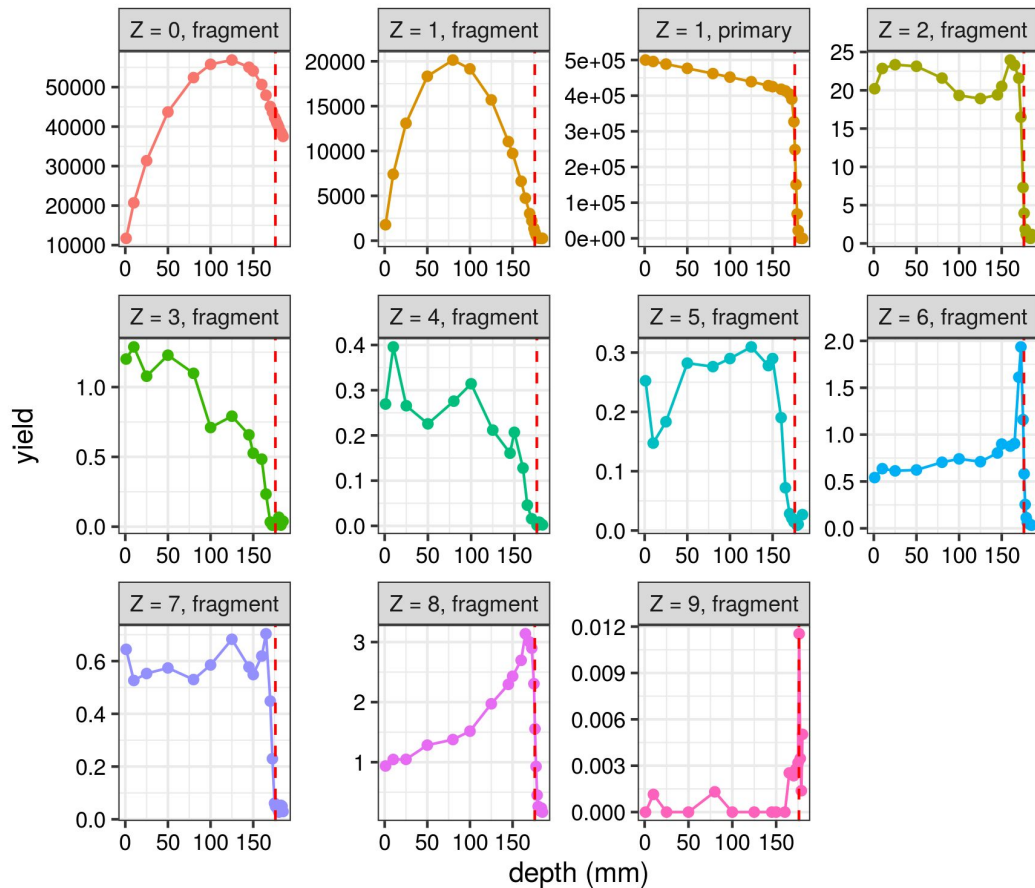 Z = 0, fragment
Z = 1, fragment
Z = 1, primary
Z = 2, fragment
50000
40000
30000
20000
10000
0 50 100 150
20000
15000
10000
5000
0
0 50 100 150
5e+05
4e+05
3e+05
2e+05
1e+05
0e+00
0 50 100 150
25
20
15
10
5
0
0 50 100 150
Z = 3, fragment
Z = 4, fragment
Z = 5, fragment
Z = 6, fragment
yield
1.0
0.5
0.0
0 50 100 150
0.4
0.3
0.2
0.1
0.0
0 50 100 150
0.3
0.2
0.1
0.0
0 50 100 150
2.0
1.5
1.0
0.5
0.0
0 50 100 150
Z = 7, fragment
Z = 8, fragment
Z = 9, fragment
0.6
0.4
0.2
0.0
0 50 100 150
3
2
1
0 50 100 150
0.012
0.009
0.006
0.003
0.000
0 50 100 150
depth (mm)